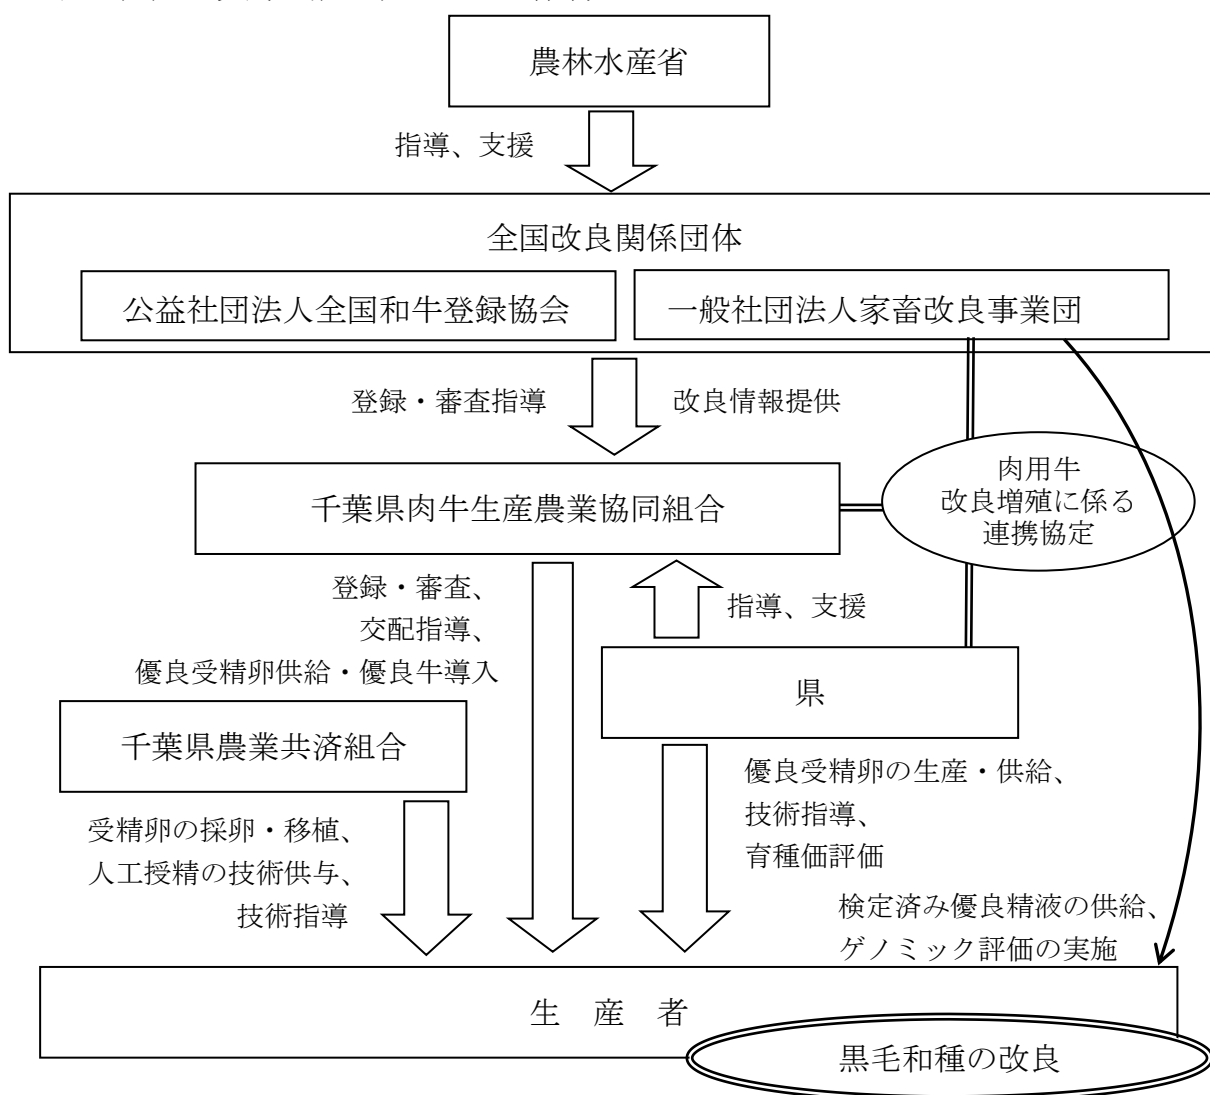 農林水産省
指導、支援
全国改良関係団体
公益社団法人全国和牛登録協会
一般社団法人家畜改良事業団
登録・審査指導
改良情報提供
肉用牛
改良増殖に係る
連携協定
千葉県肉牛生産農業協同組合
登録・審査、
交配指導、
優良受精卵供給・優良牛導入
指導、支援
県
千葉県農業共済組合
優良受精卵の生産・供給、
技術指導、
育種価評価
受精卵の採卵・移植、
人工授精の技術供与、
技術指導
検定済み優良精液の供給、
ゲノミック評価の実施
生 産 者
黒毛和種の改良